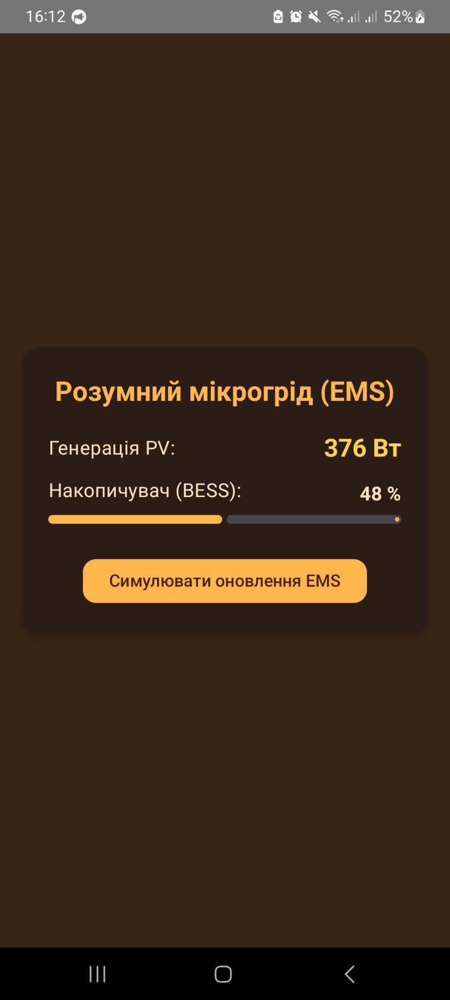 16:12
52%
Розумний мікрогрід (EMS)
Генерація PV:
376 Вт
Накопичувач (BESS):
48 %
Симулювати оновлення EMS